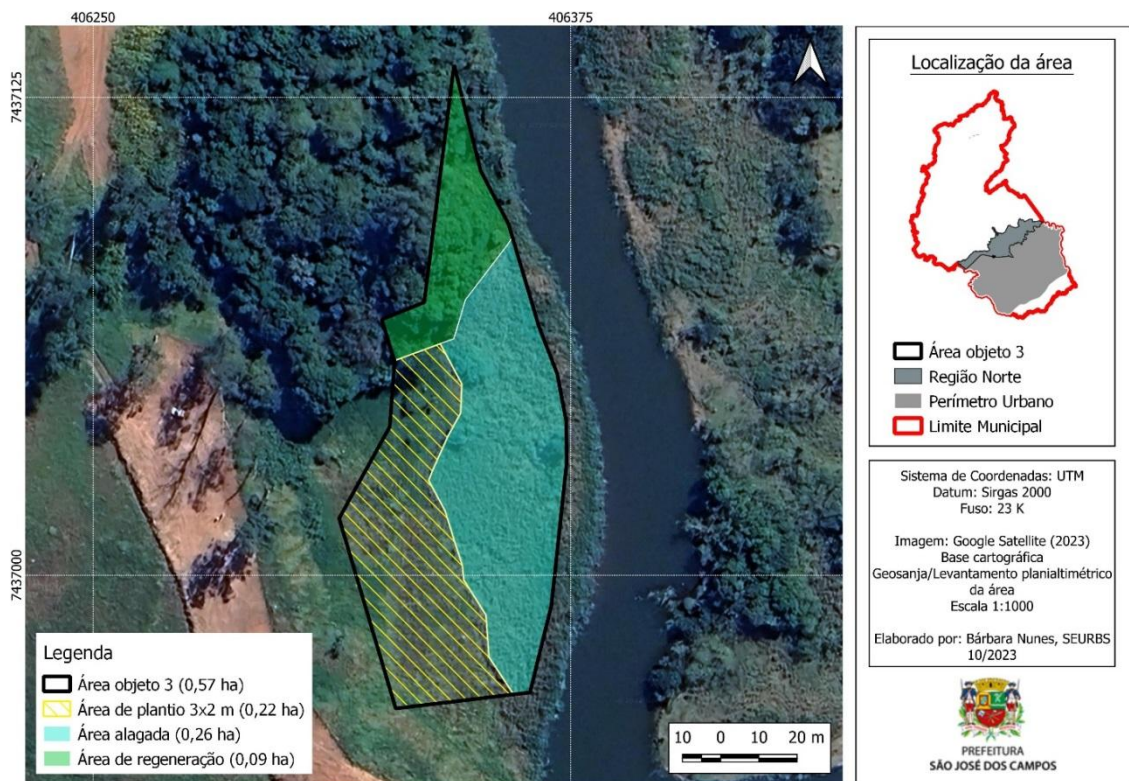 406250
406375
7437125
7437000
Legenda
Área objeto 3 (0,57 ha)
Área de plantio 3x2 m (0,22 ha)
Área alagada (0,26 ha)
Área de regeneração (0,09 ha)
10 0 10 20 m
Localização da área
Área objeto 3
Região Norte
Perímetro Urbano
Limite Municipal
Sistema de Coordenadas: UTM
Datum: Sirgas 2000
Fuso: 23 K
Imagem: Google Satellite (2023)
Base cartográfica
Geosanja/Levantamento planialtimétrico
da área
Escala 1:1000
Elaborado por: Bárbara Nunes, SEURBS
10/2023
PREFEITURA
SÃO JOSÉ DOS CAMPOS